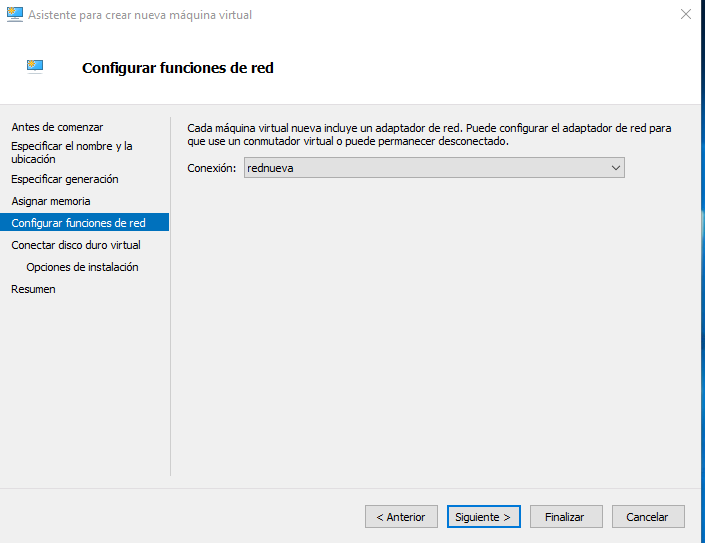 Asistente para crear nueva máquina virtual
Configurar funciones de red
Antes de comenzar
Especificar el nombre y la
ubicación
Especificar generación
Asignar memoria
Configurar funciones de red
Conectar disco duro virtual
Opciones de instalación
Resumen
Cada máquina virtual nueva incluye un adaptador de red. Puede configurar el adaptador de red para
que use un conmutador virtual o puede permanecer desconectado.
Conexión: rednueva
< Anterior Siguiente > Finalizar Cancelar